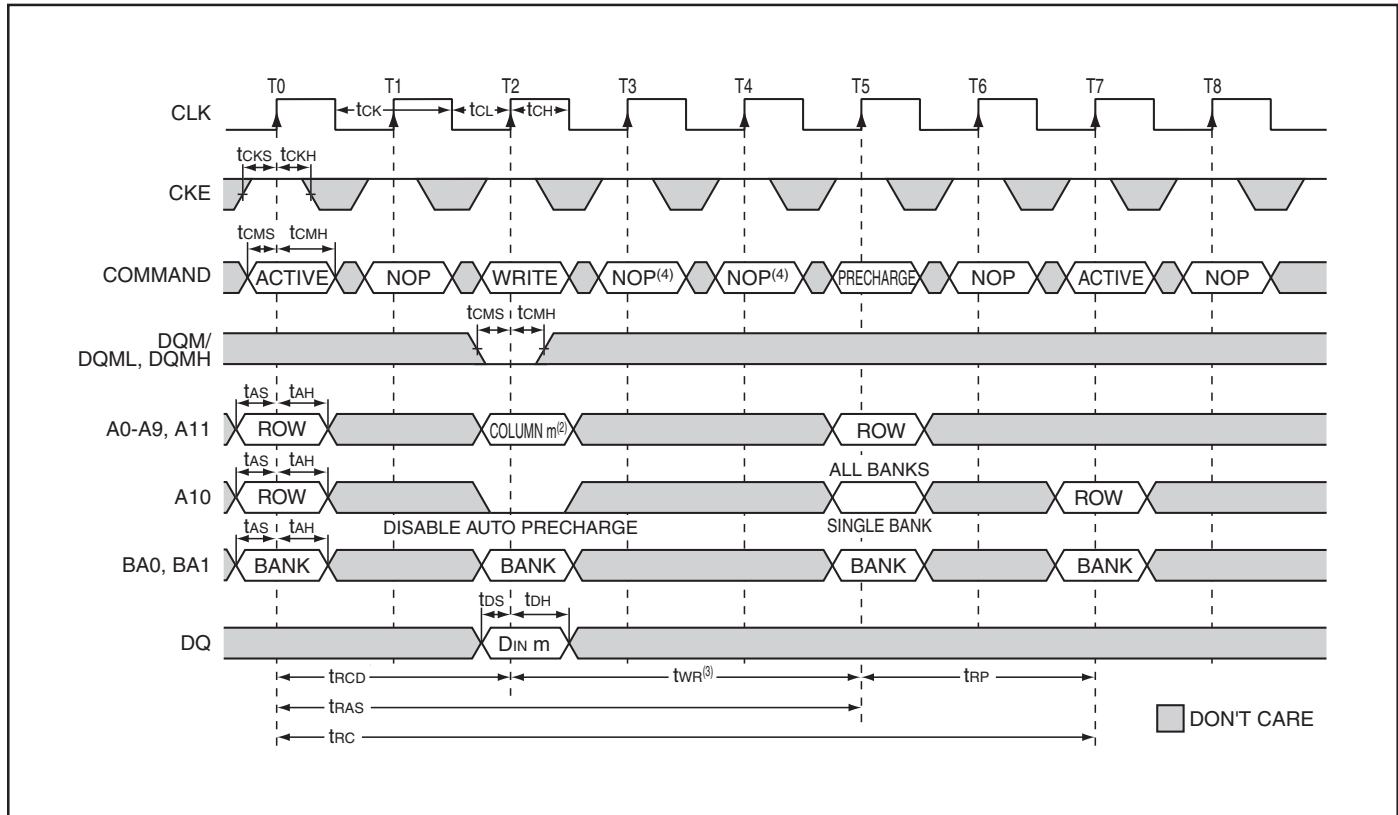 T0 T1 T2 T3 T4 T5 T6 T7 T8
CLK
tCK tCL tCH
tCKS tCKH
CKE
tCMS tCMH
COMMAND ACTIVE NOP WRITE NOP(4) NOP(4) PRECHARGE NOP ACTIVE NOP
tCMS tCMH
DQM/
DQML, DQMH
tAS tAH
A0-A9, A11 ROW COLUMN m(2) ROW
tAS tAH ALL BANKS
A10 ROW ROW
tAS tAH DISABLE AUTO PRECHARGE SINGLE BANK
BA0, BA1 BANK BANK BANK BANK
tDS tDH
DQ DIN m
tRCD tWR(3) tRP
tRAS
tRC
DON'T CARE